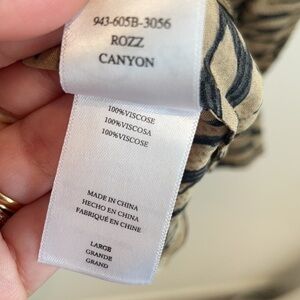 943-605B-3056
ROZZ
CANYON
100%VISCOSE
100%VISCOSA
100%VISCOSE
MADE IN CHINA
HECHO EN CHINA
FABRIQUÉ EN CHINE
LARGE
GRANDE
GRAND